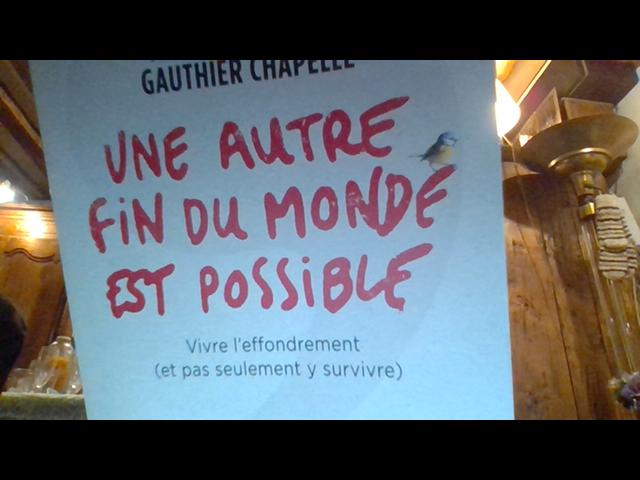 GAUTHIER CHAPELLE
UNE AUTRE
FIN DU MONDE
EST POSSIBLE
Vivre l'effondrement
(et pas seulement y survivre)